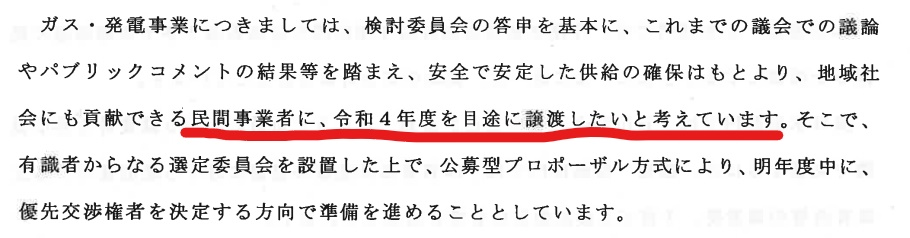 ガス・発電事業につきましては、検討委員会の答申を基本に、これまでの議会での議論
やパブリックコメントの結果等を踏まえ、安全で安定した供給の確保はもとより、地域社
会にも貢献できる民間事業者に、令和４年度を目途に譲渡したいと考えています。そこで、
有識者からなる選定委員会を設置した上で、公募型プロポーザル方式により、明年度中に、
優先交渉権者を決定する方向で準備を進めることとしています。